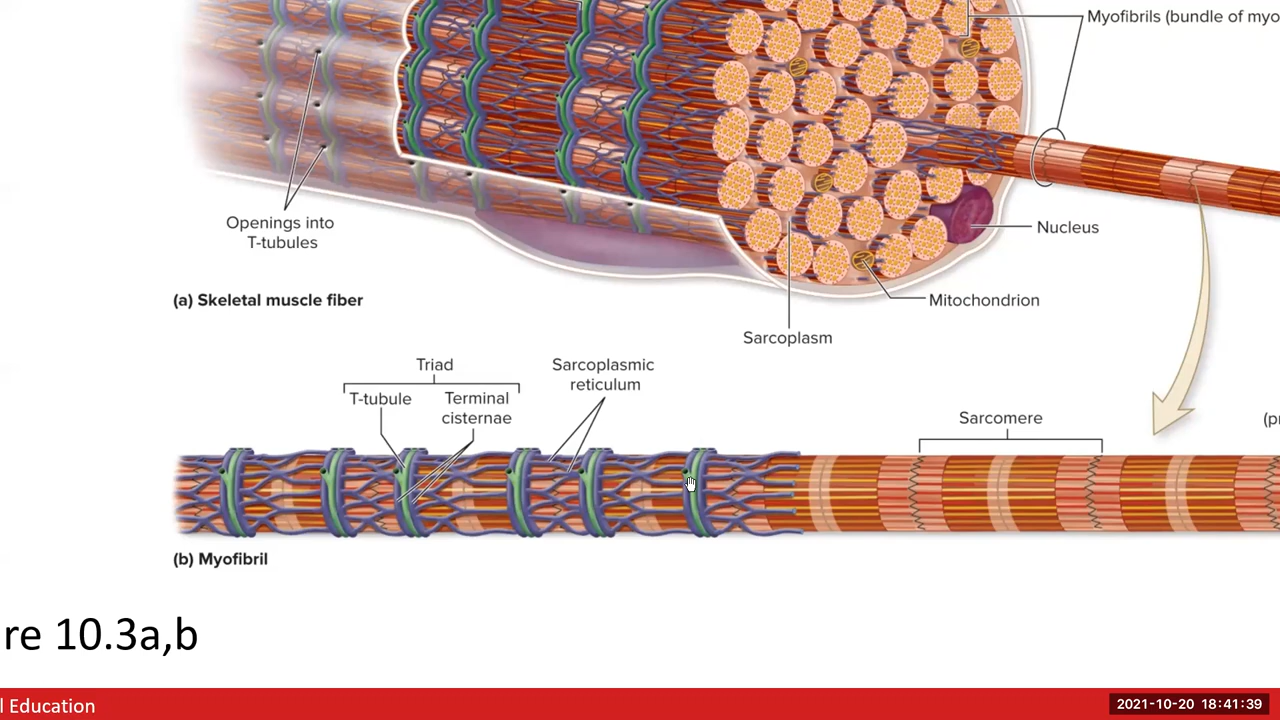 Myofibrils (bundle of myo
Openings into
T-tubules
Nucleus
(a) Skeletal muscle fiber
Mitochondrion
Sarcoplasm
Triad
Sarcoplasmic
reticulum
T-tubule
Terminal
cisternae
Sarcomere
(pr
(b) Myofibril
re 10.3a,b
l Education
2021-10-20 18:41:39